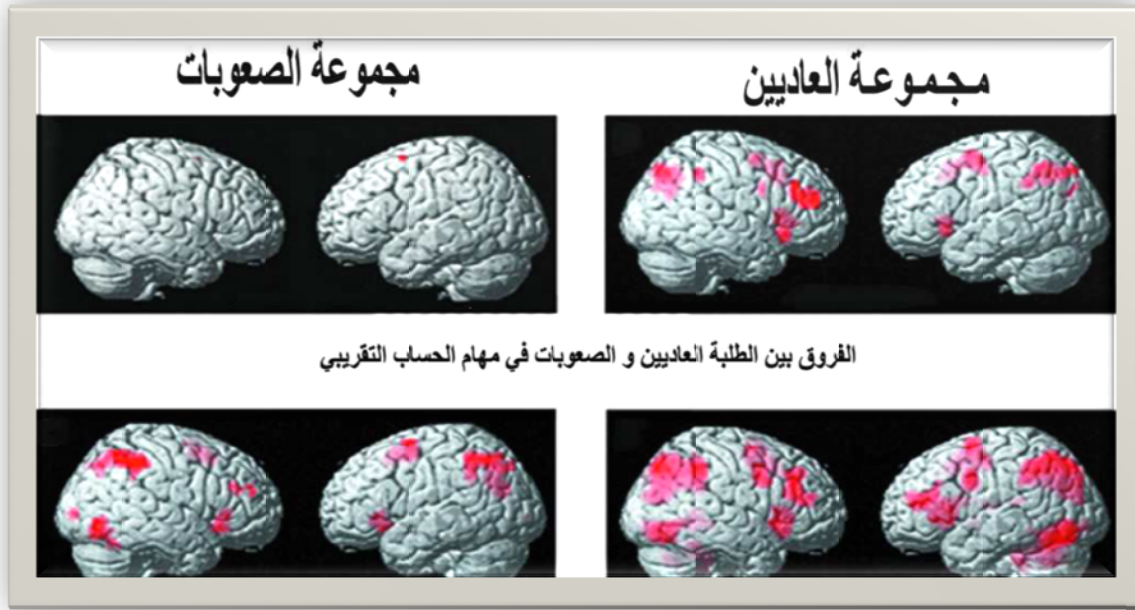 مجموعة العاديين
مجموعة الصعوبات
الفروق بين الطلبة العاديين و الصعوبات في مهام الحساب التقريبي